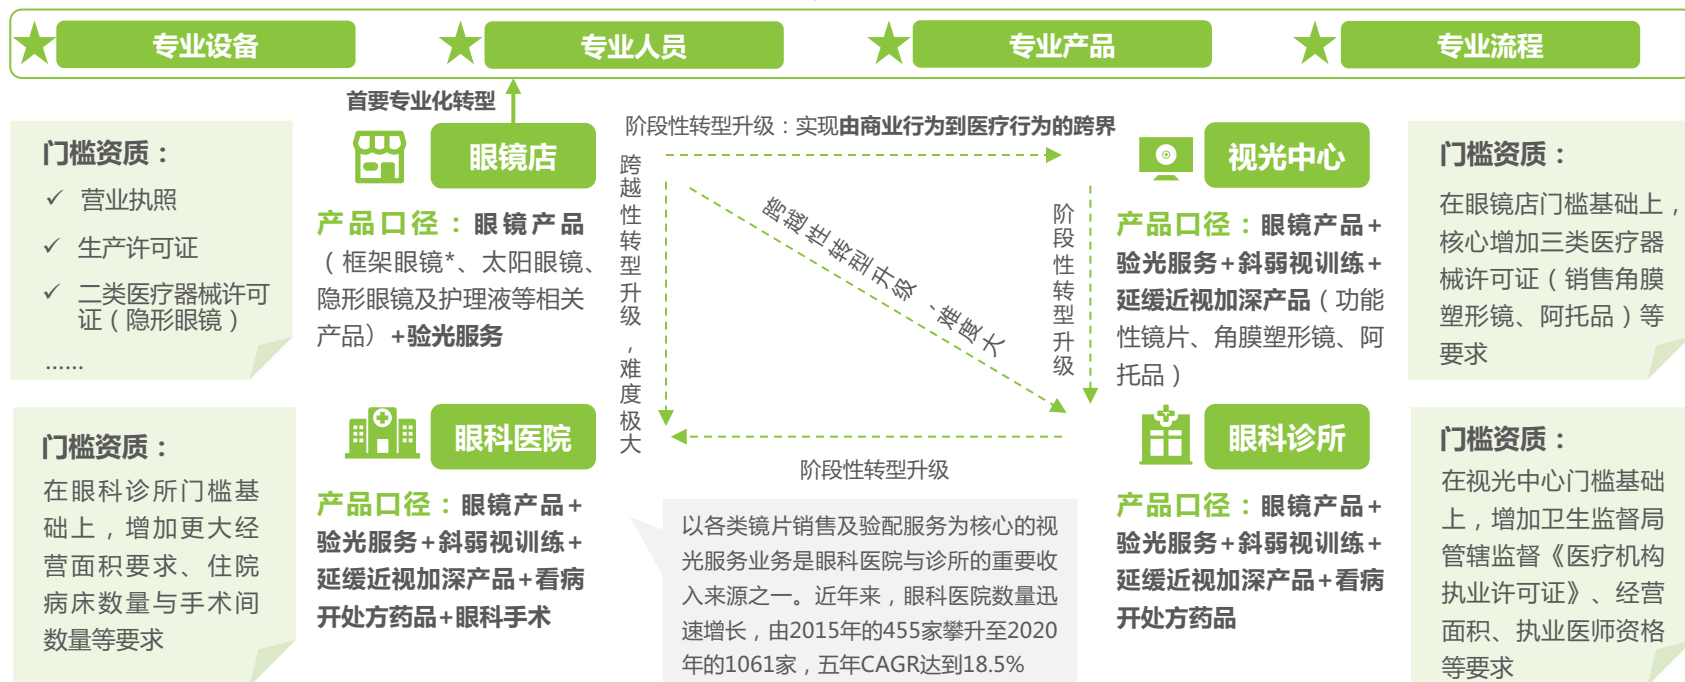 专业设备
专业人员
专业产品
专业流程
首要专业化转型
门槛资质：
✓ 营业执照
✓ 生产许可证
✓ 二类医疗器械许可
证（隐形眼镜）
......
眼镜店
产品口径：眼镜产品
（框架眼镜*、太阳眼镜、
隐形眼镜及护理液等相关
产品）+验光服务
阶段性转型升级：实现由商业行为到医疗行为的跨界
跨越性转型升级，难度极大
跨越性转型升级，难度大
阶段性转型升级
视光中心
产品口径：眼镜产品+
验光服务+斜弱视训练+
延缓近视加深产品（功能
性镜片、角膜塑形镜、阿
托品）
门槛资质：
在眼镜店门槛基础上，
核心增加三类医疗器
械许可证（销售角膜
塑形镜、阿托品）等
要求
门槛资质：
在眼科诊所门槛基
础上，增加更大经
营面积要求、住院
病床数量与手术间
数量等要求
眼科医院
产品口径：眼镜产品+
验光服务+斜弱视训练+
延缓近视加深产品+看病
开处方药品+眼科手术
阶段性转型升级
以各类镜片销售及验配服务为核心的视
光服务业务是眼科医院与诊所的重要收
入来源之一。近年来，眼科医院数量迅
速增长，由2015年的455家攀升至2020
年的1061家，五年CAGR达到18.5%
眼科诊所
产品口径：眼镜产品+
验光服务+斜弱视训练+
延缓近视加深产品+看病
开处方药品
门槛资质：
在视光中心门槛基础
上，增加卫生监督局
管辖监督《医疗机构
执业许可证》、经营
面积、执业医师资格
等要求